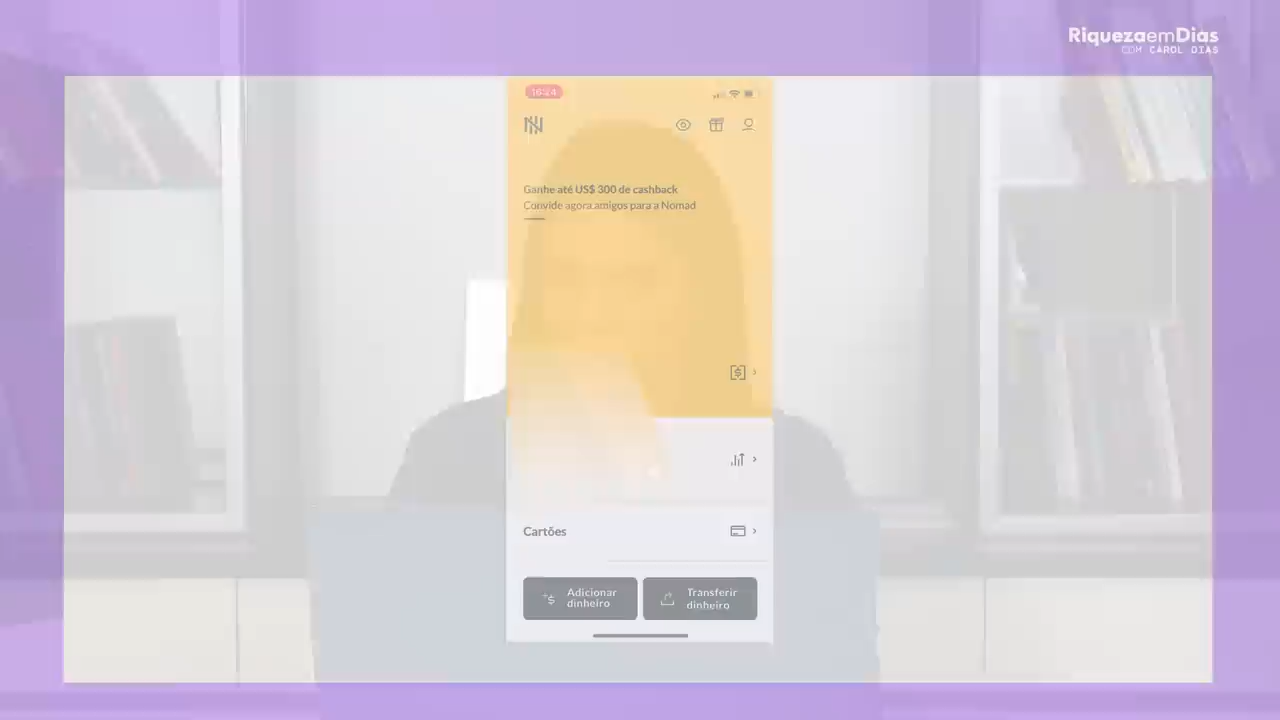 RiquezaemDias
COM CAROL DIAS
16:24
Ganhe até US$ 300 de cashback
Convide agora amigos para a Nomad
Cartões
Adicionar
dinheiro
Transferir
dinheiro